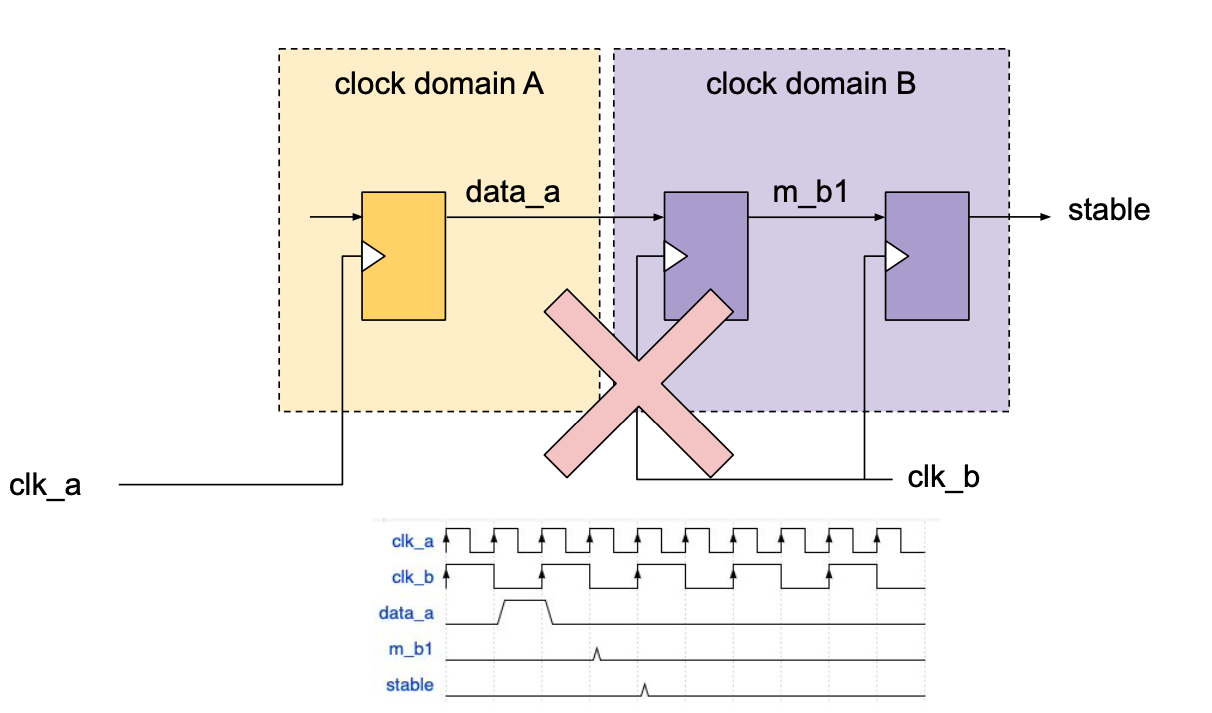 clock domain A
clock domain B
data_a
m_b1
stable
clk_a
clk_b
clk_a
clk_b
data_a
m_b1
stable